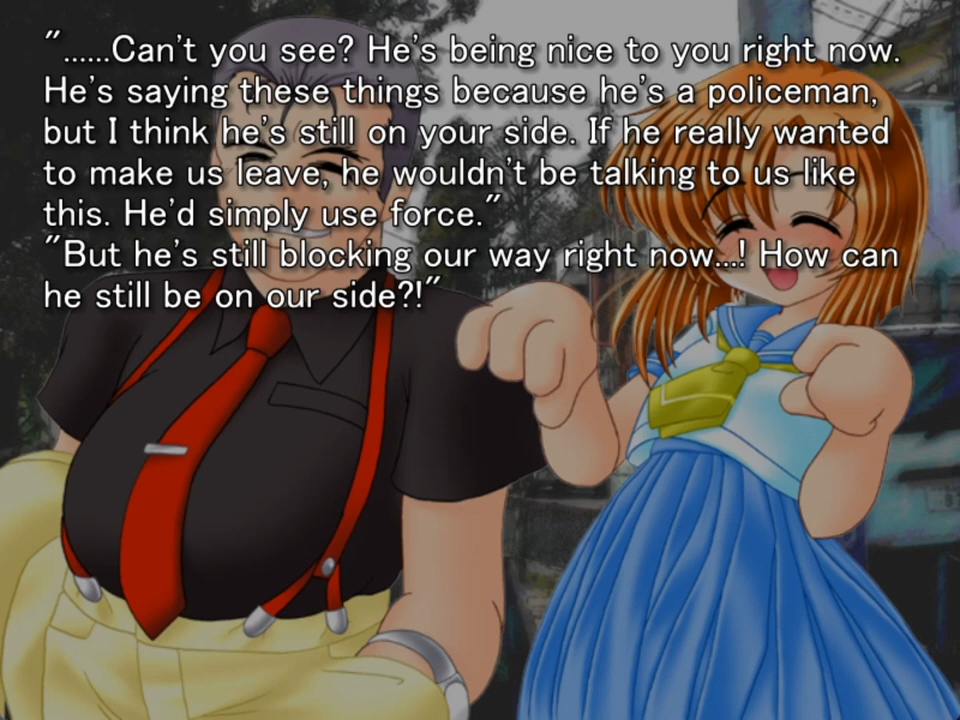 "......Can't you see? He's being nice to you right now.
He's saying these things because he's a policeman,
but I think he's still on your side. If he really wanted
to make us leave, he wouldn't be talking to us like
this. He'd simply use force."
"But he's still blocking our way right now...! How can
he still be on our side?!"